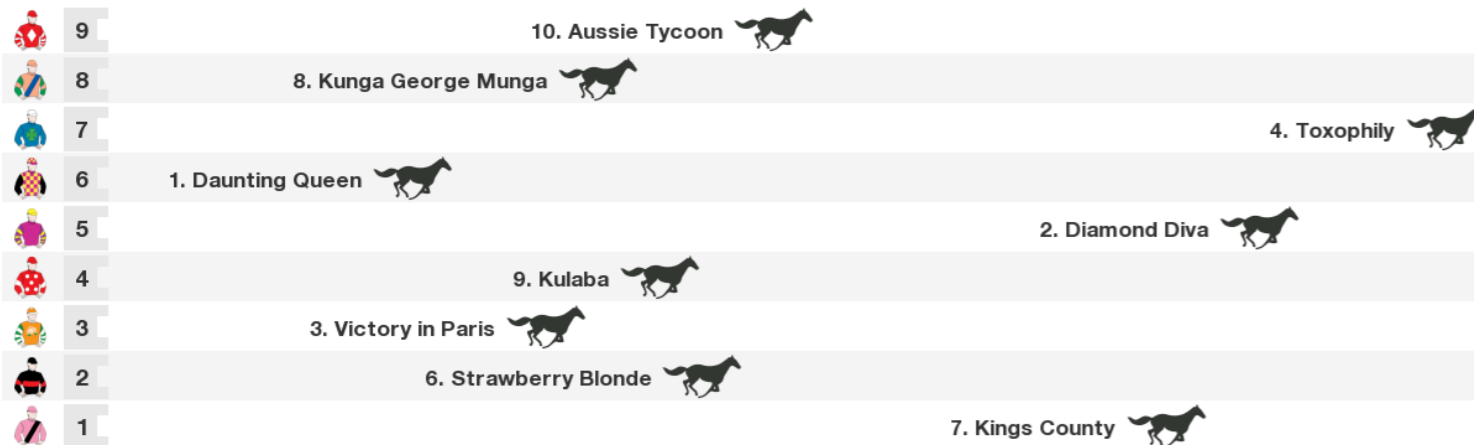 9 10. Aussie Tycoon
8 8. Kunga George Munga
7 4. Toxophily
6 1. Daunting Queen
5 2. Diamond Diva
4 9. Kulaba
3 3. Victory in Paris
2 6. Strawberry Blonde
1 7. Kings County